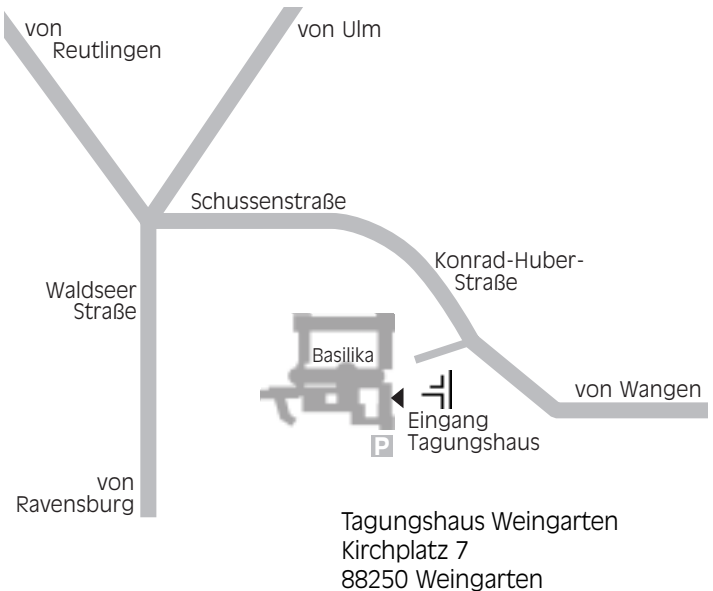 von
Reutlingen
von Ulm
Schussenstraße
Konrad-Huber-
Straße
Waldseer
Straße
Basilika
von Wangen
Eingang
Tagungshaus
P
von
Ravensburg
Tagungshaus Weingarten
Kirchplatz 7
88250 Weingarten